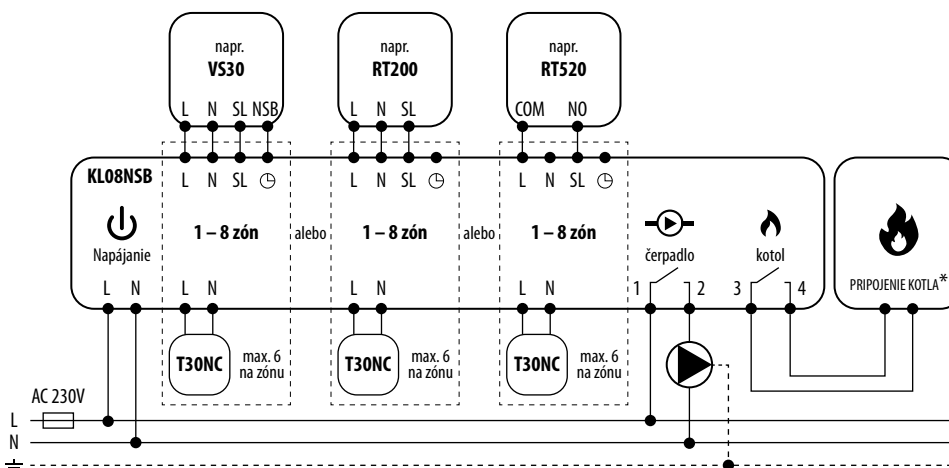 napr.
VS30
L N SL NSB
napr.
RT200
L N SL
napr.
RT520
COM NO
KL08NSB
Napájanie
L N
L N SL
1 – 8 zón
L N
alebo
L N SL
1 – 8 zón
L N
alebo
L N SL
1 – 8 zón
L N
čerpadlo
1 2
kotol
3 4
PRIPOJENIE KOTLA*
T30NC
max. 6
na zónu
T30NC
max. 6
na zónu
T30NC
max. 6
na zónu
AC 230V
L
N